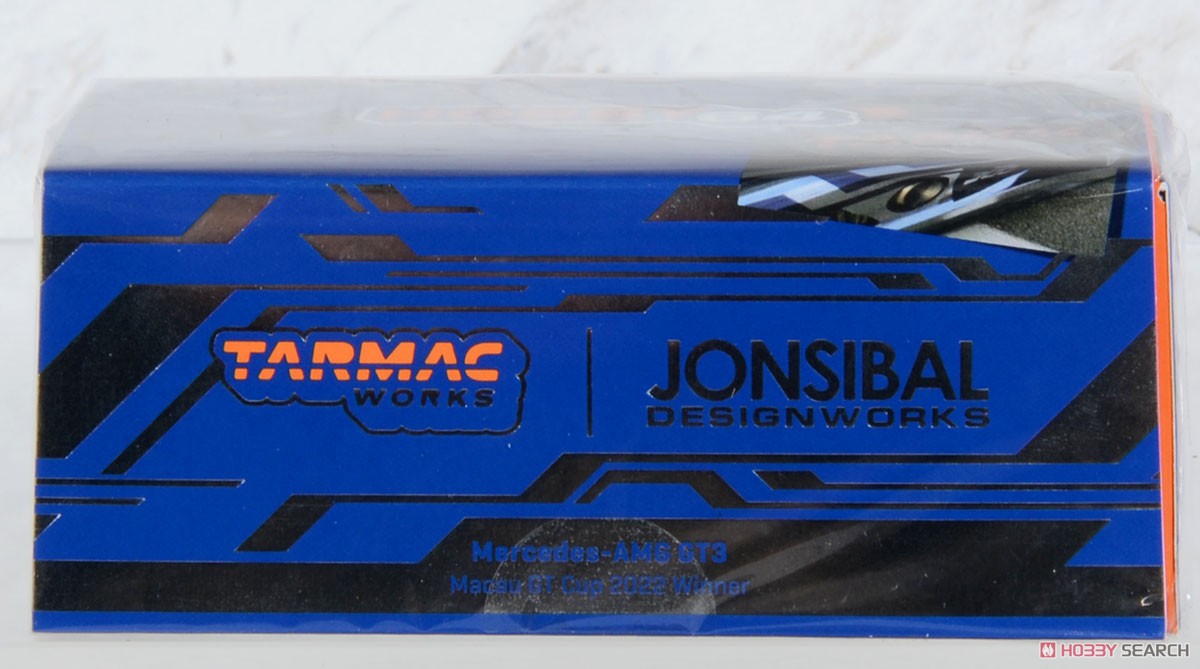 TARMAC
WORKS
JONSIBAL
DESIGNWORKS
Mercedes-AMG GT3
Macau GT Cup 2022 Winner
HOBBY SEARCH